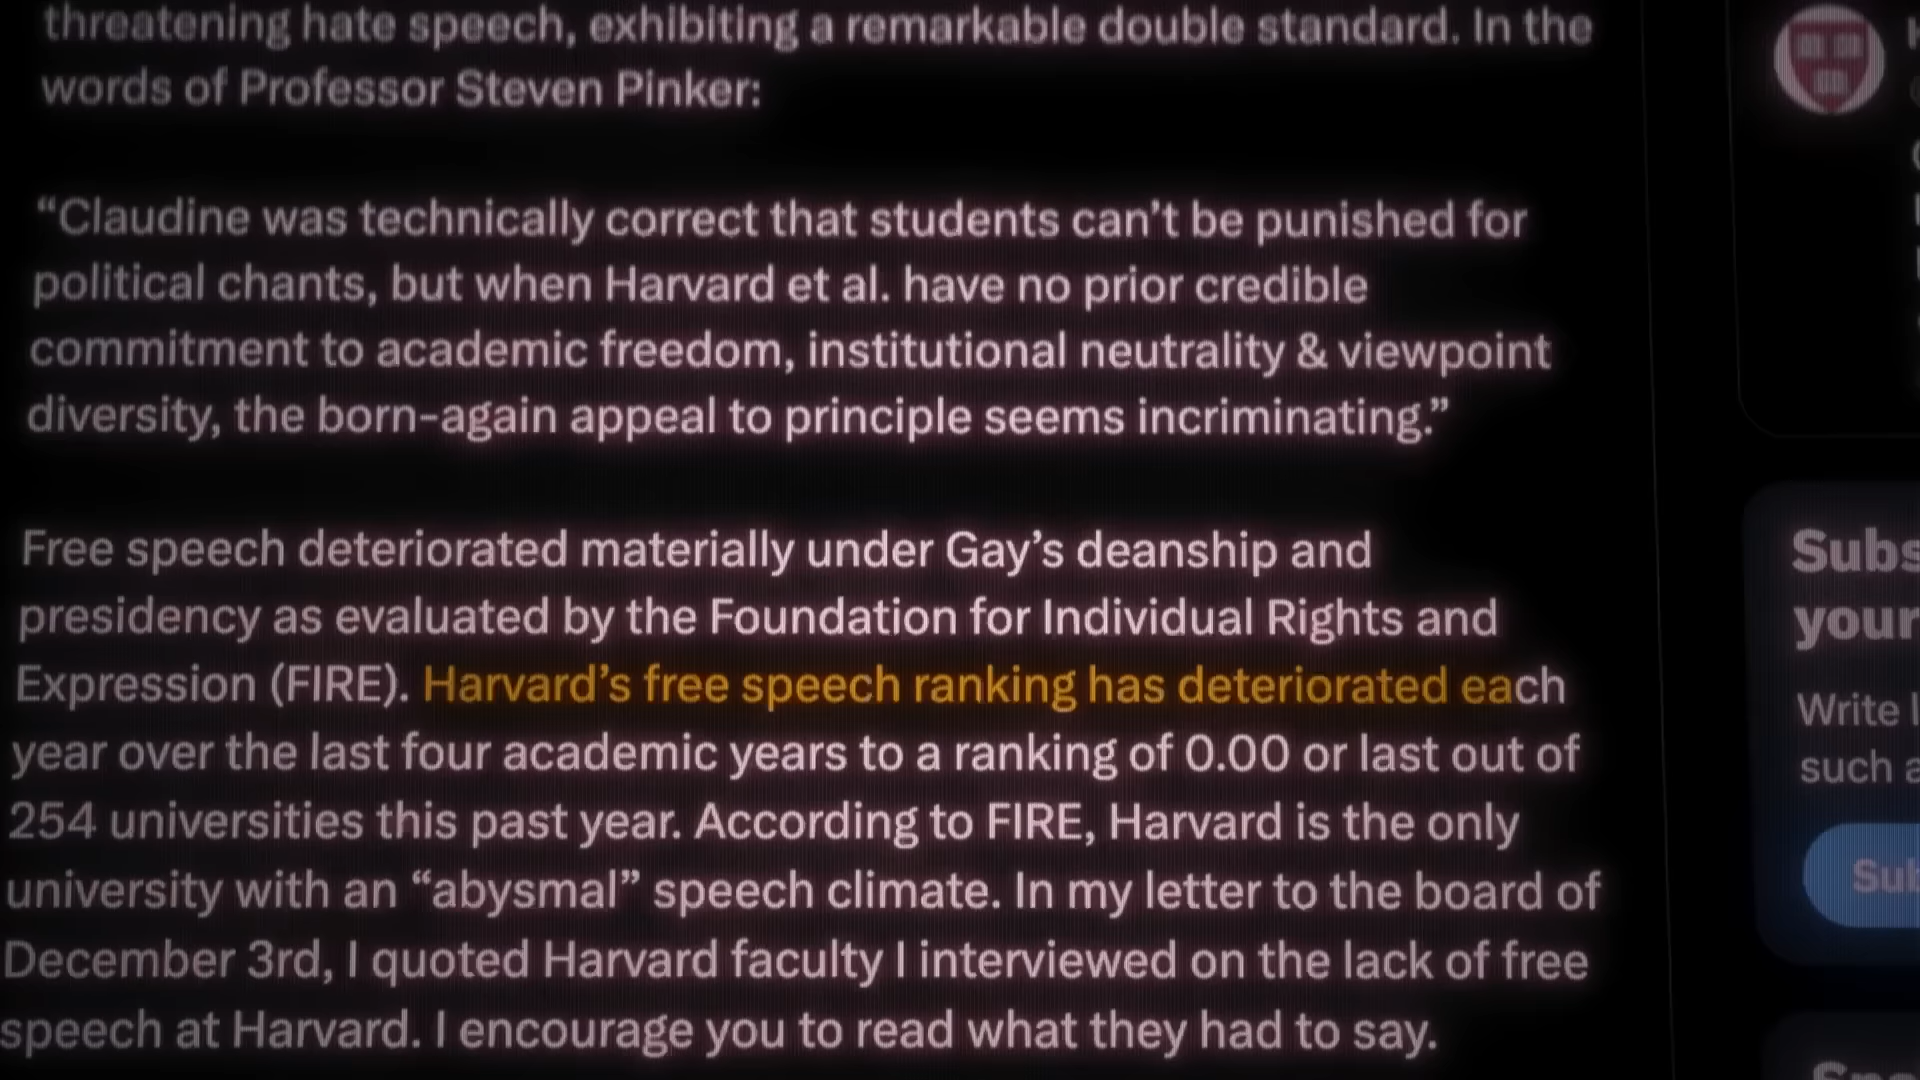 threatening hate speech, exhibiting a remarkable double standard. In the
words of Professor Steven Pinker:
“Claudine was technically correct that students can’t be punished for
political chants, but when Harvard et al. have no prior credible
commitment to academic freedom, institutional neutrality & viewpoint
diversity, the born-again appeal to principle seems incriminating.”
Free speech deteriorated materially under Gay’s deanship and
presidency as evaluated by the Foundation for Individual Rights and
Expression (FIRE). Harvard’s free speech ranking has deteriorated each
year over the last four academic years to a ranking of 0.00 or last out of
254 universities this past year. According to FIRE, Harvard is the only
university with an “abysmal” speech climate. In my letter to the board of
December 3rd, I quoted Harvard faculty I interviewed on the lack of free
speech at Harvard. I encourage you to read what they had to say.
Subs
your
Write
such a
Sub